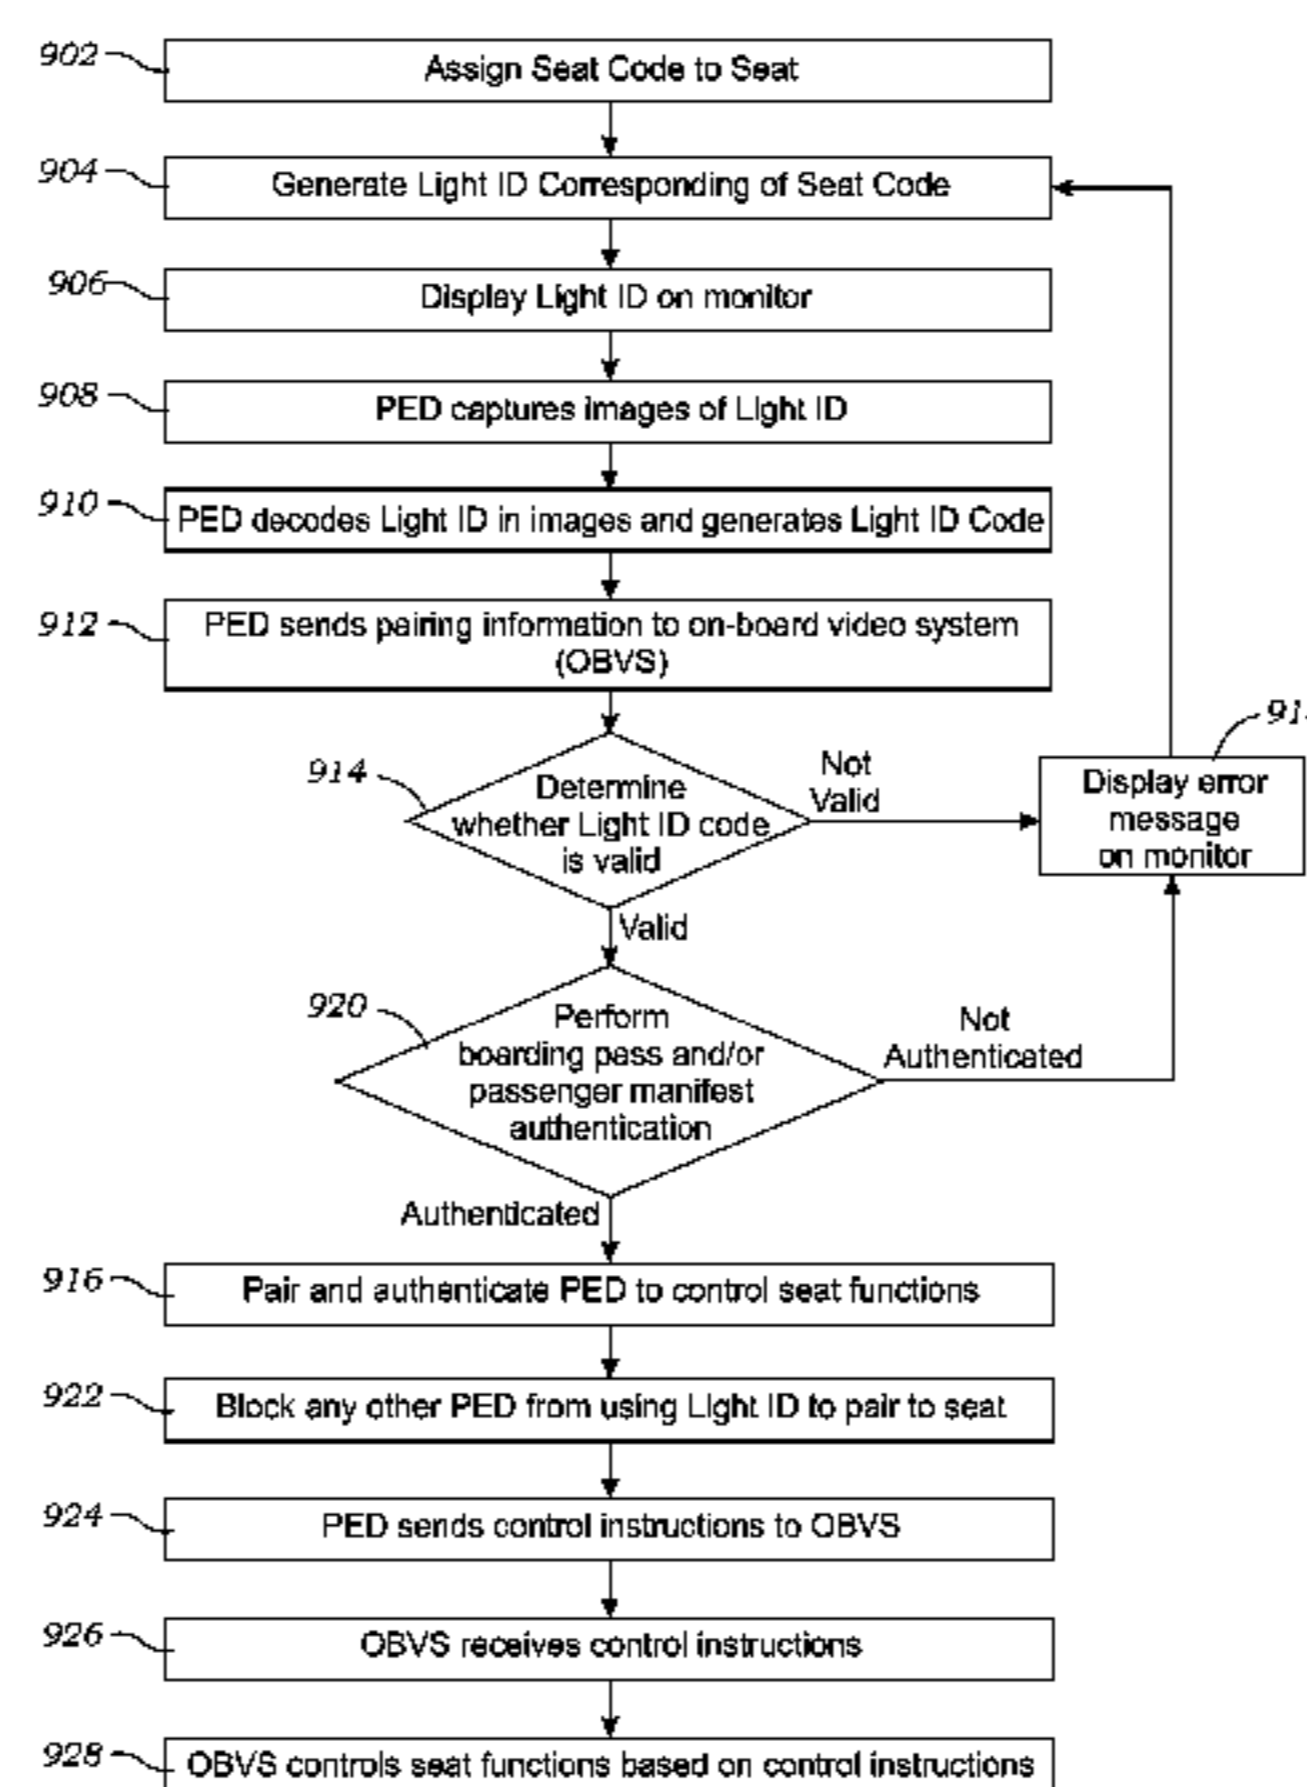 902
Assign Seat Code to Seat
904
Generate Light ID Corresponding of Seat Code
906
Display Light ID on monitor
908
PED captures images of Light ID
910
PED decodes Light ID in images and generates Light ID Code
912
PED sends pairing information to on-board video system
(OBVS)
914
Determine
whether Light ID code
is valid
Not
Valid
Display error
message
on monitor
Valid
920
Perform
boarding pass and/or
passenger manifest
authentication
Not
Authenticated
Authenticated
916
Pair and authenticate PED to control seat functions
922
Block any other PED from using Light ID to pair to seat
924
PED sends control instructions to OBVS
926
OBVS receives control instructions
928
OBVS controls seat functions based on control instructions